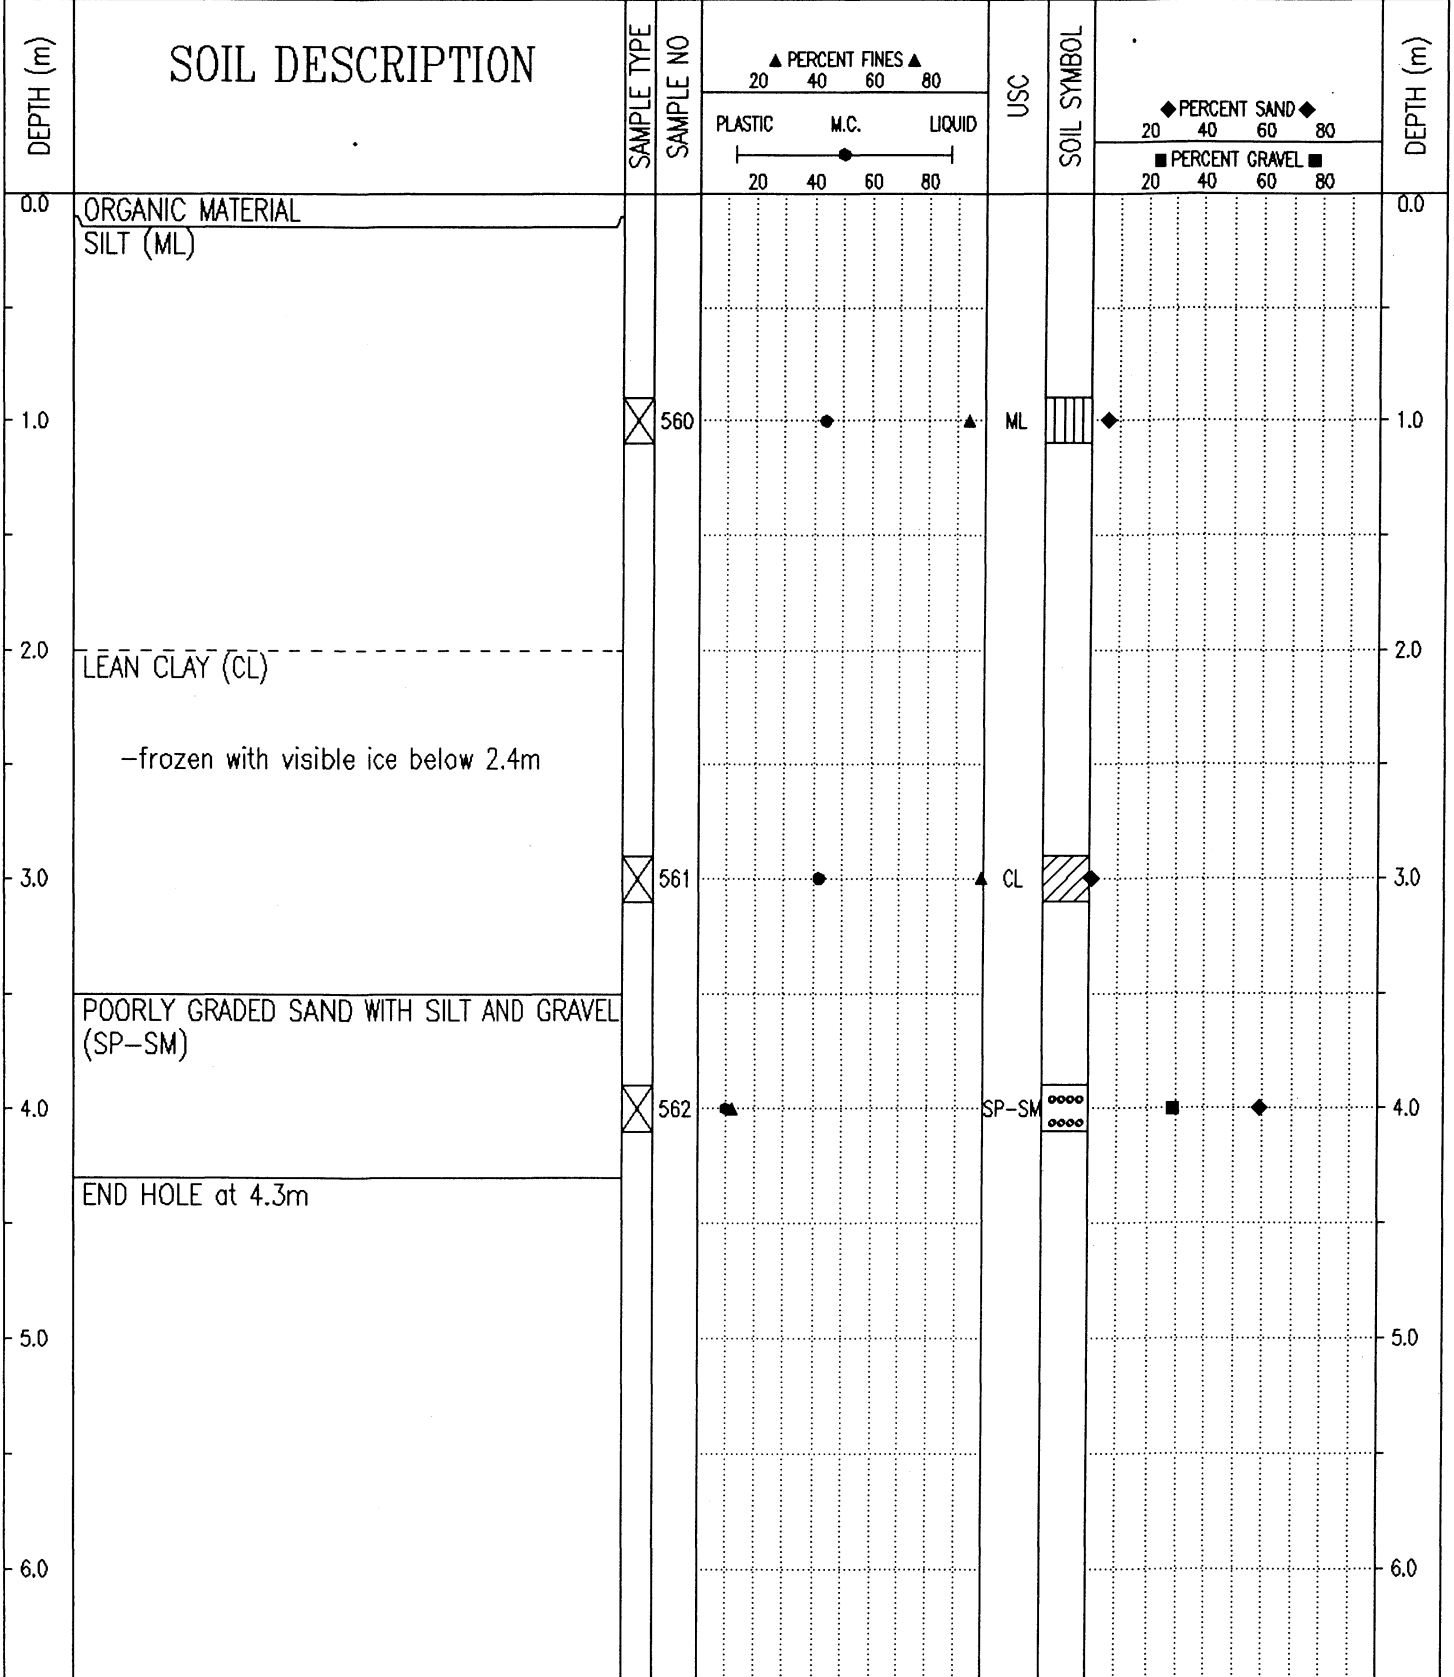 DEPTH (m)
SOIL DESCRIPTION
SAMPLE TYPE
SAMPLE NO
▲ PERCENT FINES ▲
20 40 60 80
PLASTIC M.C. LIQUID
20 40 60 80
USC
SOIL SYMBOL
◆ PERCENT SAND ◆
20 40 60 80
■ PERCENT GRAVEL ■
20 40 60 80
DEPTH (m)
0.0 ORGANIC MATERIAL 0.0
SILT (ML)
1.0 560 ML 1.0
2.0 2.0
LEAN CLAY (CL)
-frozen with visible ice below 2.4m
3.0 561 CL 3.0
POORLY GRADED SAND WITH SILT AND GRAVEL
(SP-SM)
4.0 562 SP-SM 4.0
END HOLE at 4.3m
5.0 5.0
6.0 6.0